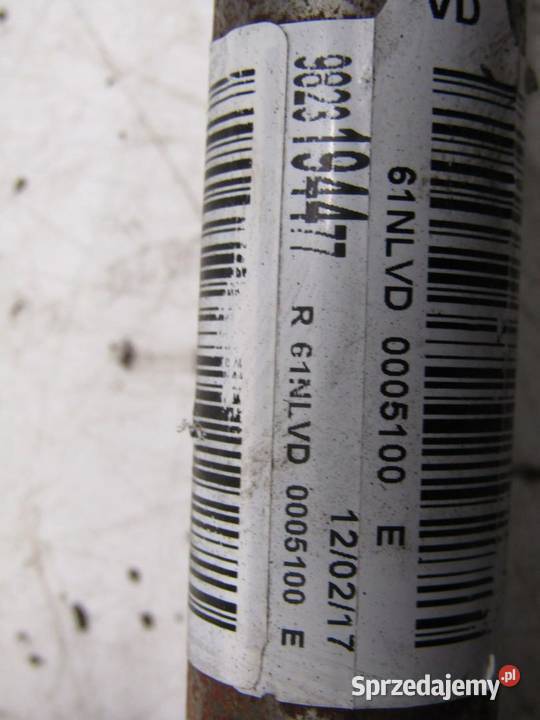 VD
61NLVD 0005100 E
9823194477
12/02/17
R 61NLVD 0005100 E
Sprzedajemy.pl